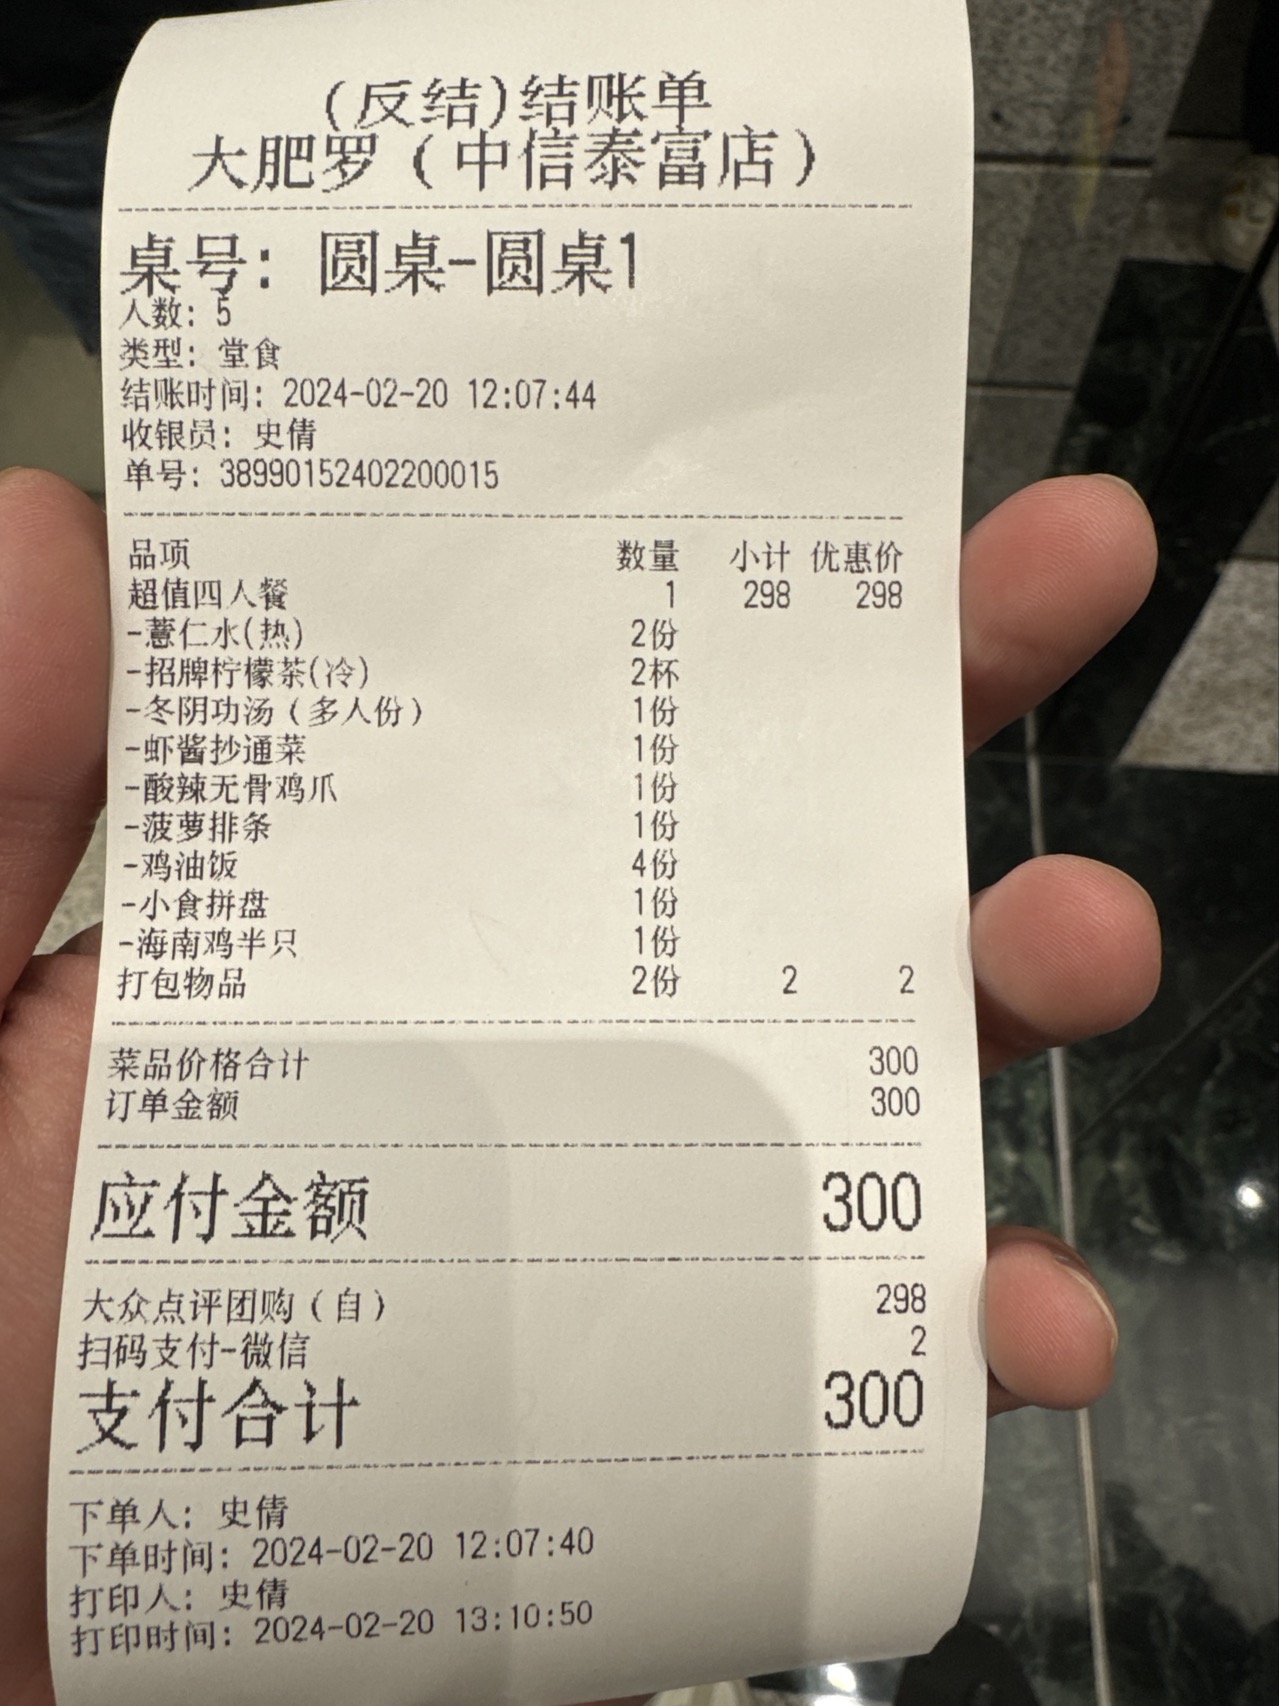 (反结)结账单
大肥罗（中信泰富店）
桌号: 圆桌-圆桌1
人数: 5
类型: 堂食
结账时间: 2024-02-20 12:07:44
收银员: 史倩
单号: 38990152402200015
品项 数量 小计 优惠价
超值四人餐 1 298 298
-薏仁水(热) 2份
-招牌柠檬茶(冷) 2杯
-冬阴功汤（多人份） 1份
-虾酱抄通菜 1份
-酸辣无骨鸡爪 1份
-菠萝排条 1份
-鸡油饭 4份
-小食拼盘 1份
-海南鸡半只 1份
打包物品 2份 2 2
菜品价格合计 300
订单金额 300
应付金额 300
大众点评团购（自） 298
扫码支付-微信 2
支付合计 300
下单人: 史倩
下单时间: 2024-02-20 12:07:40
打印人: 史倩
打印时间: 2024-02-20 13:10:50